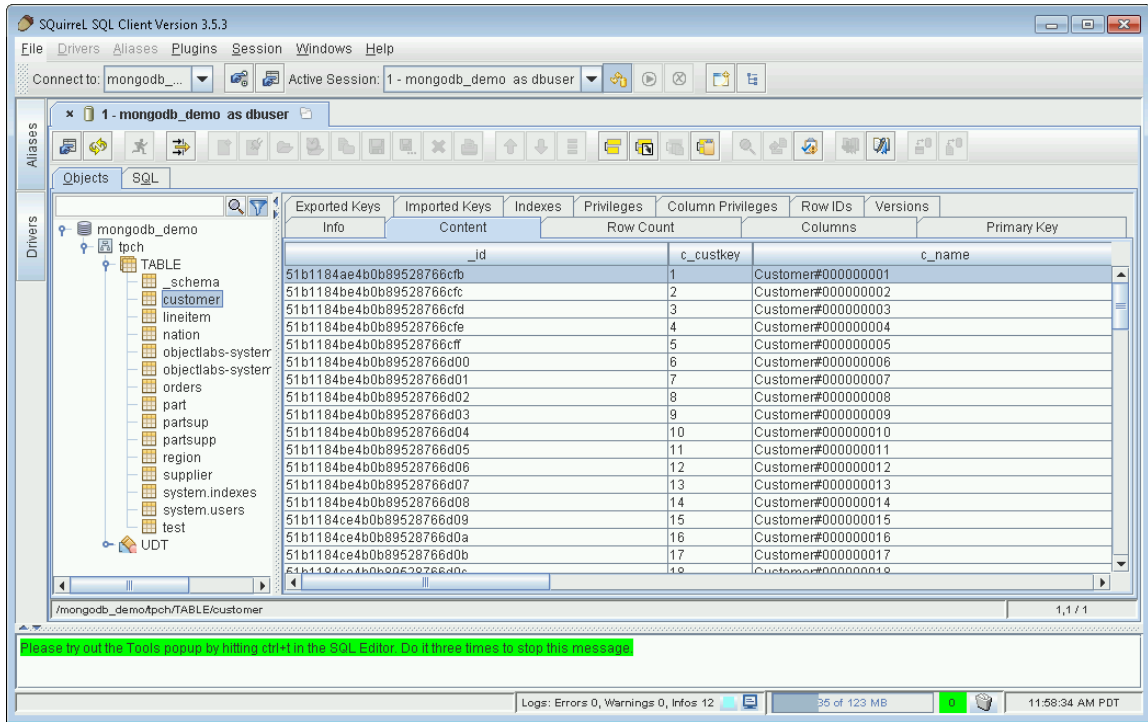 SQuirreL SQL Client Version 3.5.3
File Drivers Aliases Plugins Session Windows Help
Connect to: mongodb_... Active Session: 1 - mongodb_demo as dbuser
Aliases
Drivers
1 - mongodb_demo as dbuser
Objects SQL
mongodb_demo
tpch
TABLE
_schema
customer
lineitem
nation
objectlabs-system
objectlabs-system
orders
part
partsup
partsupp
region
supplier
system.indexes
system.users
test
UDT
Exported Keys Imported Keys Indexes Privileges Column Privileges Row IDs Versions
Info Content Row Count Columns Primary Key
_id c_custkey c_name
51b1184ae4b0b89528766cfb 1 Customer#000000001
51b1184be4b0b89528766cfc 2 Customer#000000002
51b1184be4b0b89528766cfd 3 Customer#000000003
51b1184be4b0b89528766cfe 4 Customer#000000004
51b1184be4b0b89528766cff 5 Customer#000000005
51b1184be4b0b89528766d00 6 Customer#000000006
51b1184be4b0b89528766d01 7 Customer#000000007
51b1184be4b0b89528766d02 8 Customer#000000008
51b1184be4b0b89528766d03 9 Customer#000000009
51b1184be4b0b89528766d04 10 Customer#000000010
51b1184be4b0b89528766d05 11 Customer#000000011
51b1184be4b0b89528766d06 12 Customer#000000012
51b1184be4b0b89528766d07 13 Customer#000000013
51b1184be4b0b89528766d08 14 Customer#000000014
51b1184ce4b0b89528766d09 15 Customer#000000015
51b1184ce4b0b89528766d0a 16 Customer#000000016
51b1184ce4b0b89528766d0b 17 Customer#000000017
51b1184ce4b0b89528766d0c 18 Customer#000000018
/mongodb_demo/tpch/TABLE/customer 1,1 / 1
Please try out the Tools popup by hitting ctrl+t in the SQL Editor. Do it three times to stop this message.
Logs: Errors 0, Warnings 0, Infos 12 35 of 123 MB 0 11:58:34 AM PDT